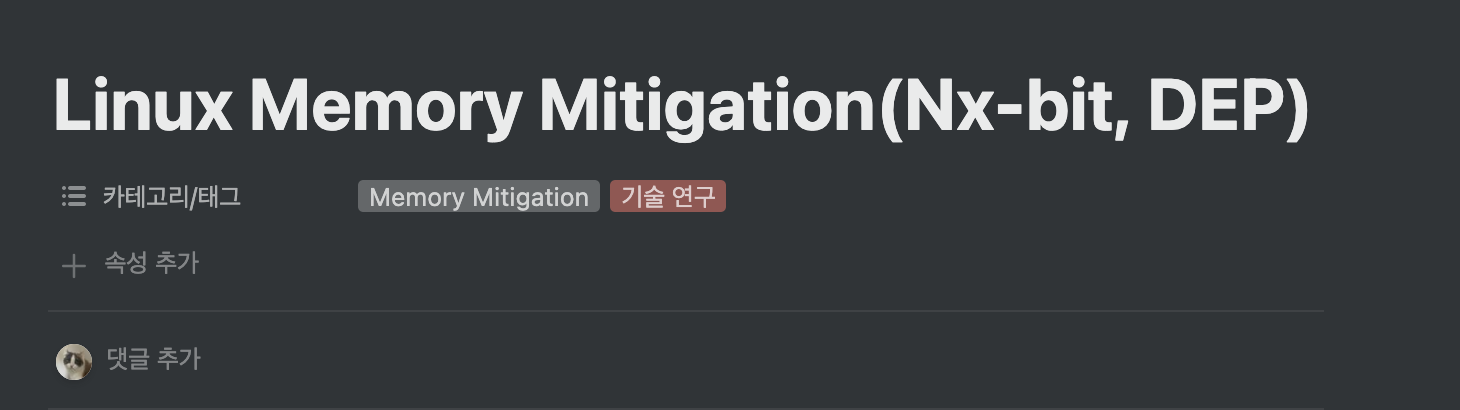 Linux Memory Mitigation(Nx-bit, DEP)
카테고리/태그 Memory Mitigation 기술 연구
속성 추가
댓글 추가